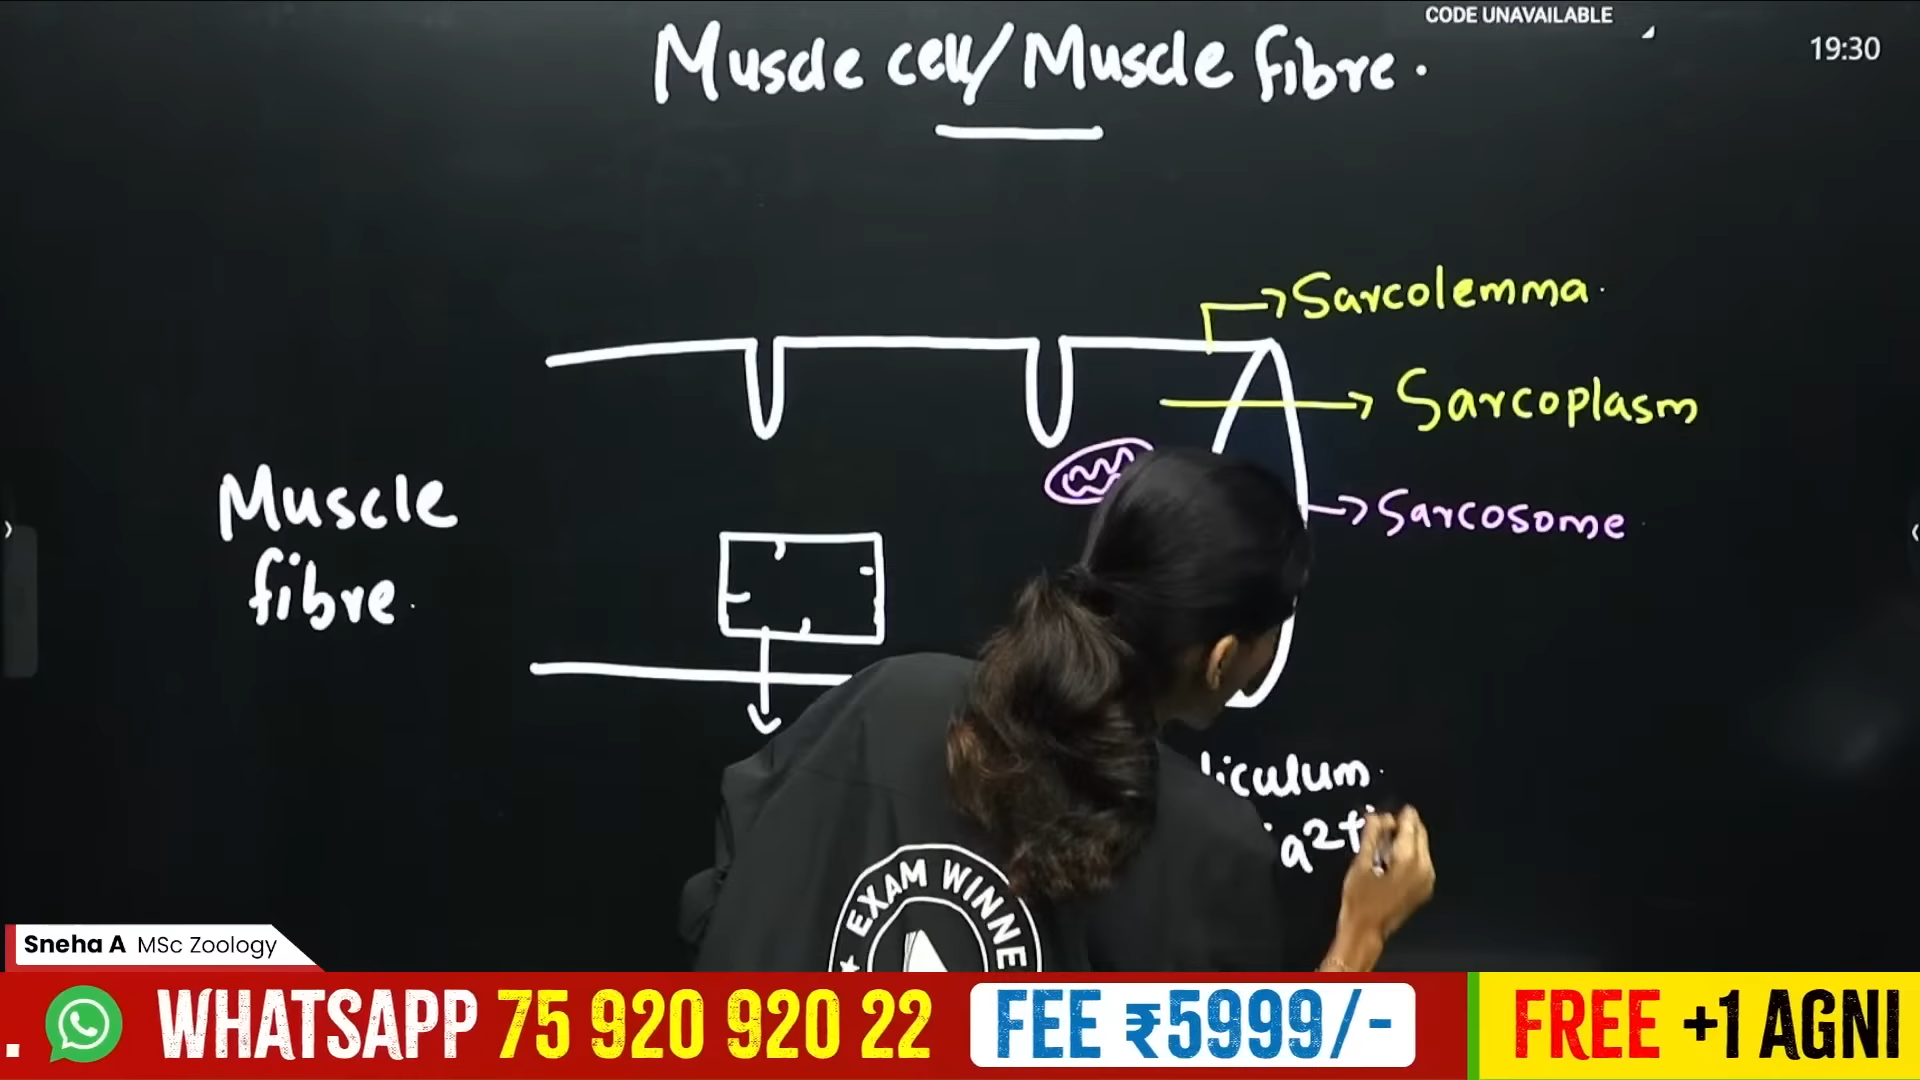 CODE UNAVAILABLE
19:30
Muscle cell/Muscle fibre.
Sarcolemma
Sarcoplasm
Sarcosome
Muscle
fibre.
EXAM WINNE
Sneha A MSc Zoology
WHATSAPP 75 920 920 22
FEE ₹5999/-
FREE +1 AGNI